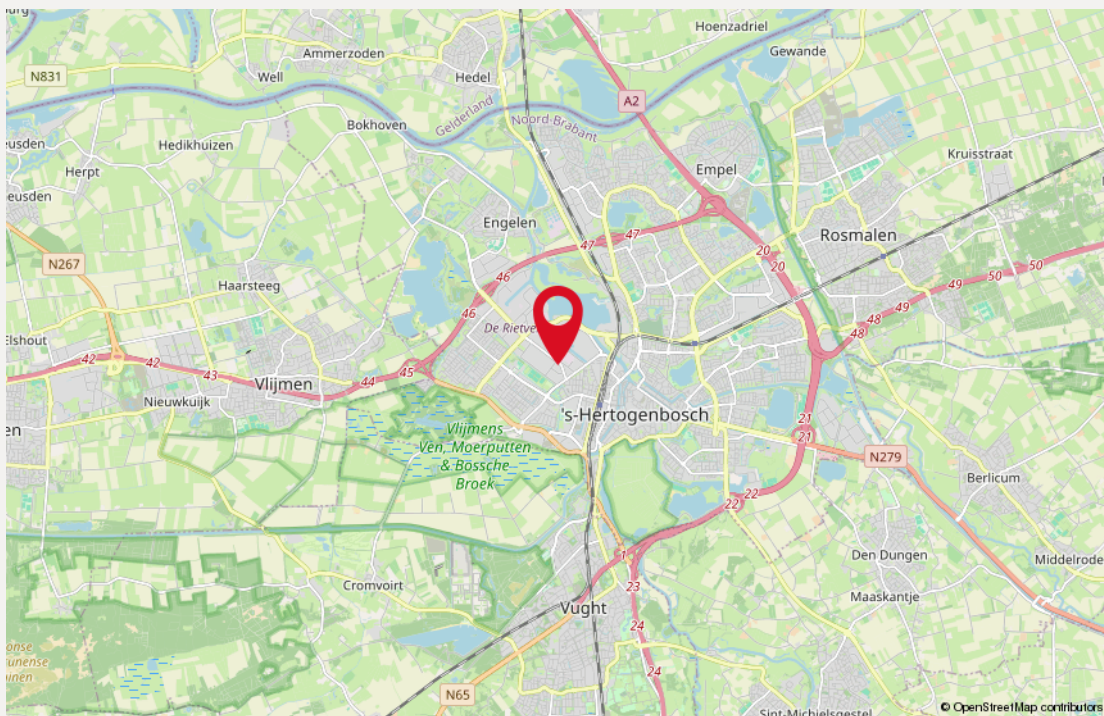 Hoenzadriel
Ammerzoden
Gewande
N831
Well
Hedel
A2
Gelderland
Noord-Brabant
Bokhoven
Hedikhuizen
Kruisstraat
Herpt
Empel
Engelen
Rosmalen
47
47
20
20
N267
46
50
50
Haarsteeg
49
49
46
48
48
De Rietve
Elshout
42
42
45
43
44
Vlijmen
Nieuwkuijk
's-Hertogenbosch
21
21
Vlijmens
Ven, Moerputten
& Bossche
Broek
N279
Berlicum
22
22
1
Den Dungen
Middelrode
23
Cromvoirt
Maaskantje
Vught
24
24
N65
Sint-Michielsgestel
© OpenStreetMap contributors